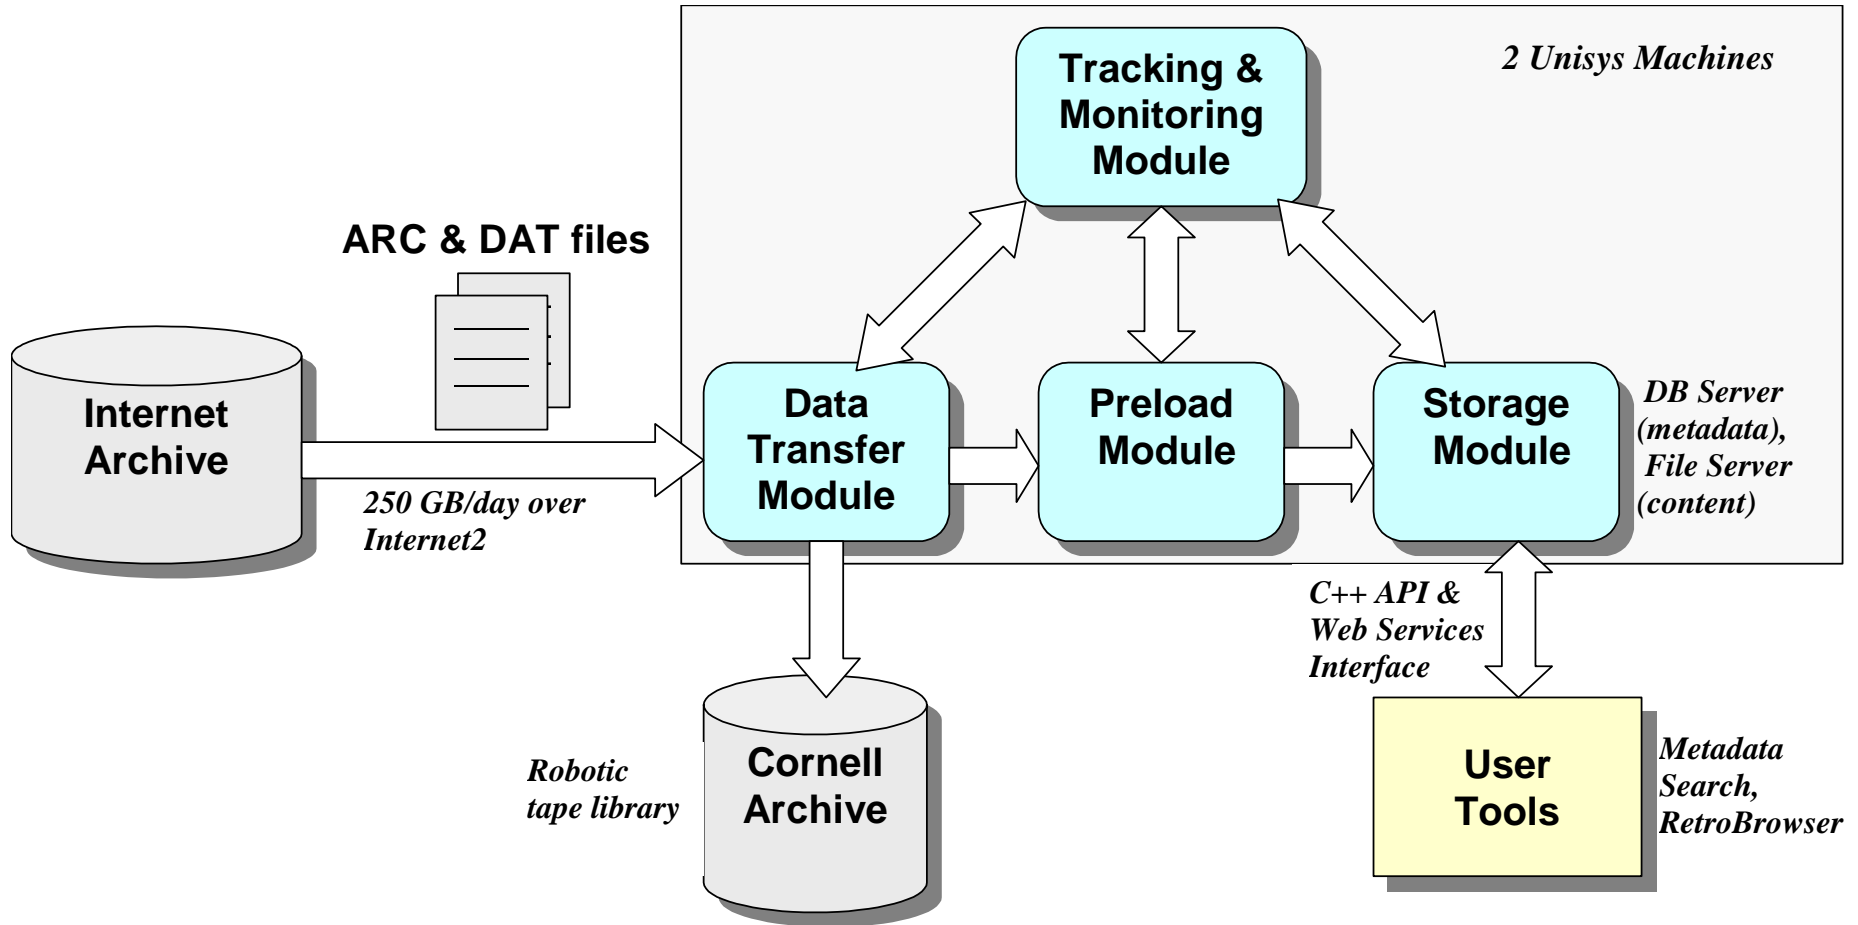 2 Unisys Machines
Tracking &
Monitoring
Module
ARC & DAT files
Internet
Archive
250 GB/day over
Internet2
Data
Transfer
Module
Preload
Module
Storage
Module
DB Server
(metadata),
File Server
(content)
C++ API &
Web Services
Interface
Robotic
tape library
Cornell
Archive
User
Tools
Metadata
Search,
RetroBrowser